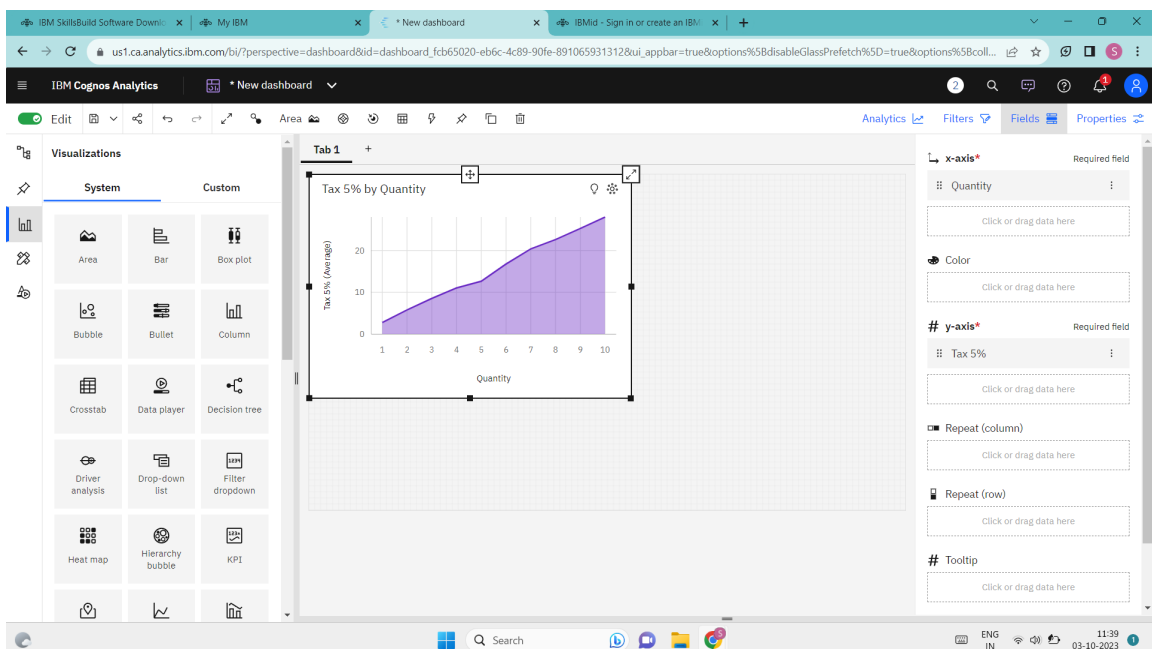 IBM SkillsBuild Software Downlo
My IBM
* New dashboard
IBMid - Sign in or create an IBM
us1.ca.analytics.ibm.com/bi/?perspective=dashboard&id=dashboard_fcb65020-eb6c-4c89-90fe-891065931312&ui_appbar=true&options%5BdisableGlassPrefetch%5D=true&options%5Bcoll...
S
IBM Cognos Analytics
* New dashboard
2
1
Edit
Area
Analytics
Filters
Fields
Properties
Visualizations
System
Custom
Area
Bar
Box plot
Bubble
Bullet
Column
Crosstab
Data player
Decision tree
Driver
analysis
Drop-down
list
Filter
dropdown
Heat map
Hierarchy
bubble
KPI
Tab 1
Tax 5% by Quantity
Tax 5% (Average)
20
10
0
1 2 3 4 5 6 7 8 9 10
Quantity
x-axis*
Required field
Quantity
Click or drag data here
Color
Click or drag data here
y-axis*
Required field
Tax 5%
Click or drag data here
Repeat (column)
Click or drag data here
Repeat (row)
Click or drag data here
Tooltip
Click or drag data here
Search
S
ENG
IN
11:39
03-10-2023
1